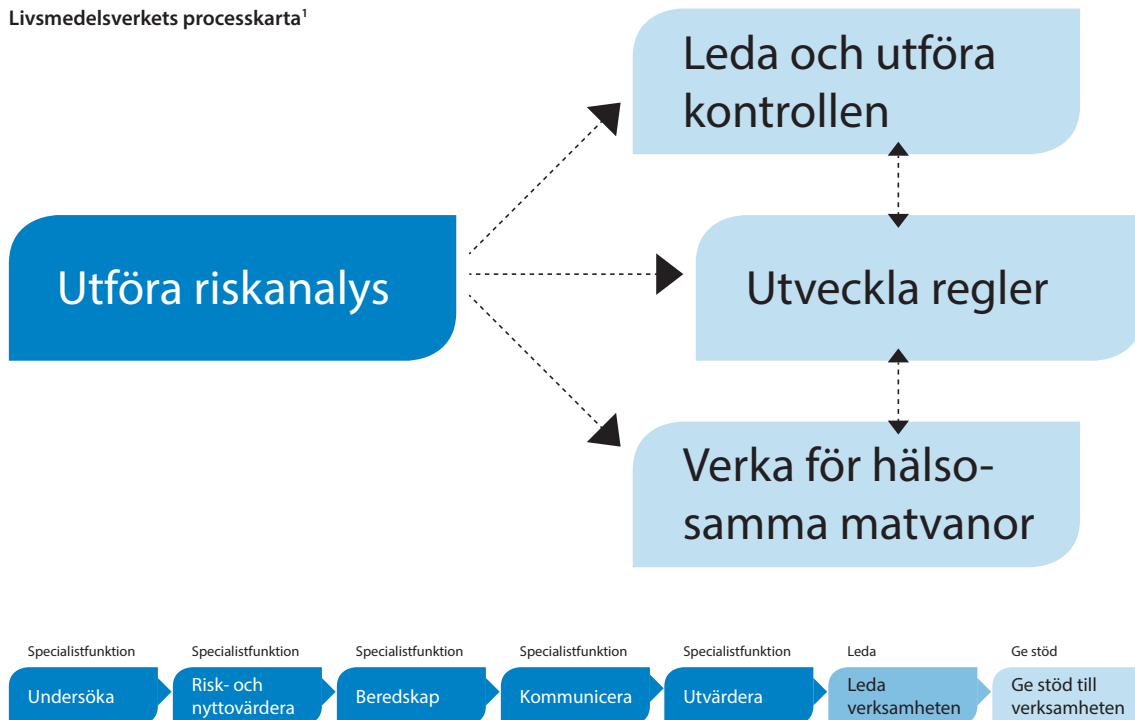 Livsmedelsverkets processkarta¹
Leda och utföra
kontrollen
Utföra riskanalys
Utveckla regler
Verka för hälso-
samma matvanor
Specialistfunktion
Specialistfunktion
Specialistfunktion
Specialistfunktion
Specialistfunktion
Leda
Ge stöd
Undersöka
Risk- och
nyttovärdera
Beredskap
Kommunicera
Utvärdera
Leda
verksamheten
Ge stöd till
verksamheten